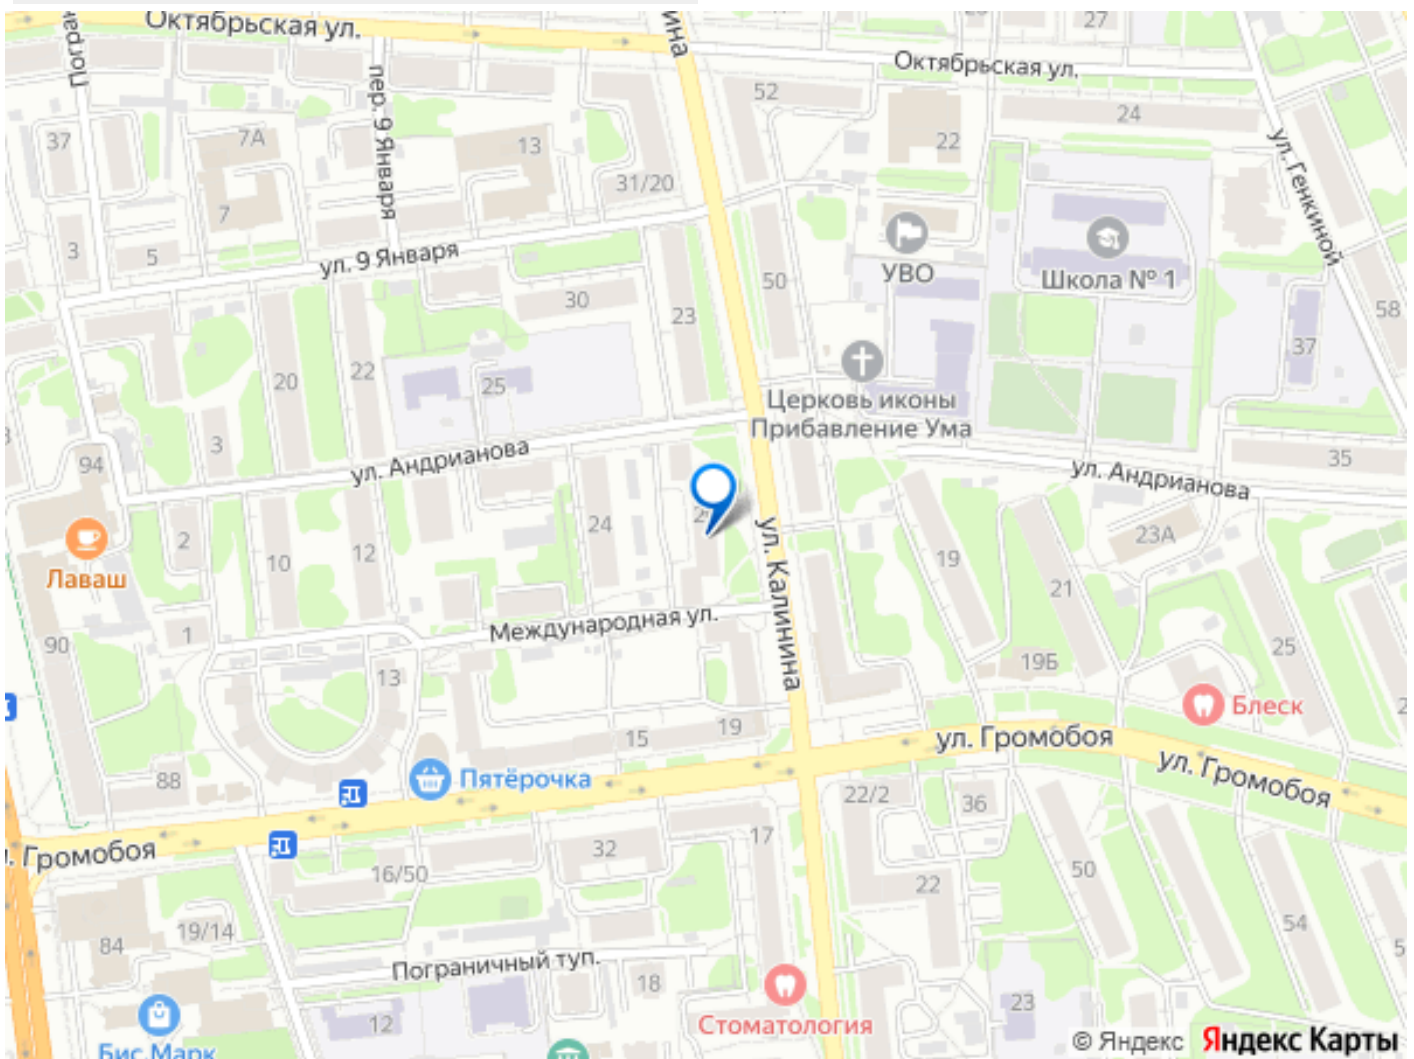 Октябрьская ул.
27
Октябрьская ул.
52
24
пер. 9 Января
7А
37
13
22
ул. Генкиной
31/20
7
УВО
Школа № 1
3
5
ул. 9 Января
50
30
23
58
37
20
22
25
Церковь иконы
Прибавление Ума
3
ул. Андрианова
94
35
ул. Андрианова
24
23А
2
10
12
19
21
Лаваш
ул. Калинина
Международная ул.
1
90
13
19Б
25
Блеск
15
19
ул. Громобоя
88
Пятёрочка
ул. Громобоя
22/2
36
17
32
. Громобоя
16/50
22
50
19/14
84
54
Пограничный туп.
18
12
23
Стоматология
Бис.Марк
© Яндекс Яндекс Карты